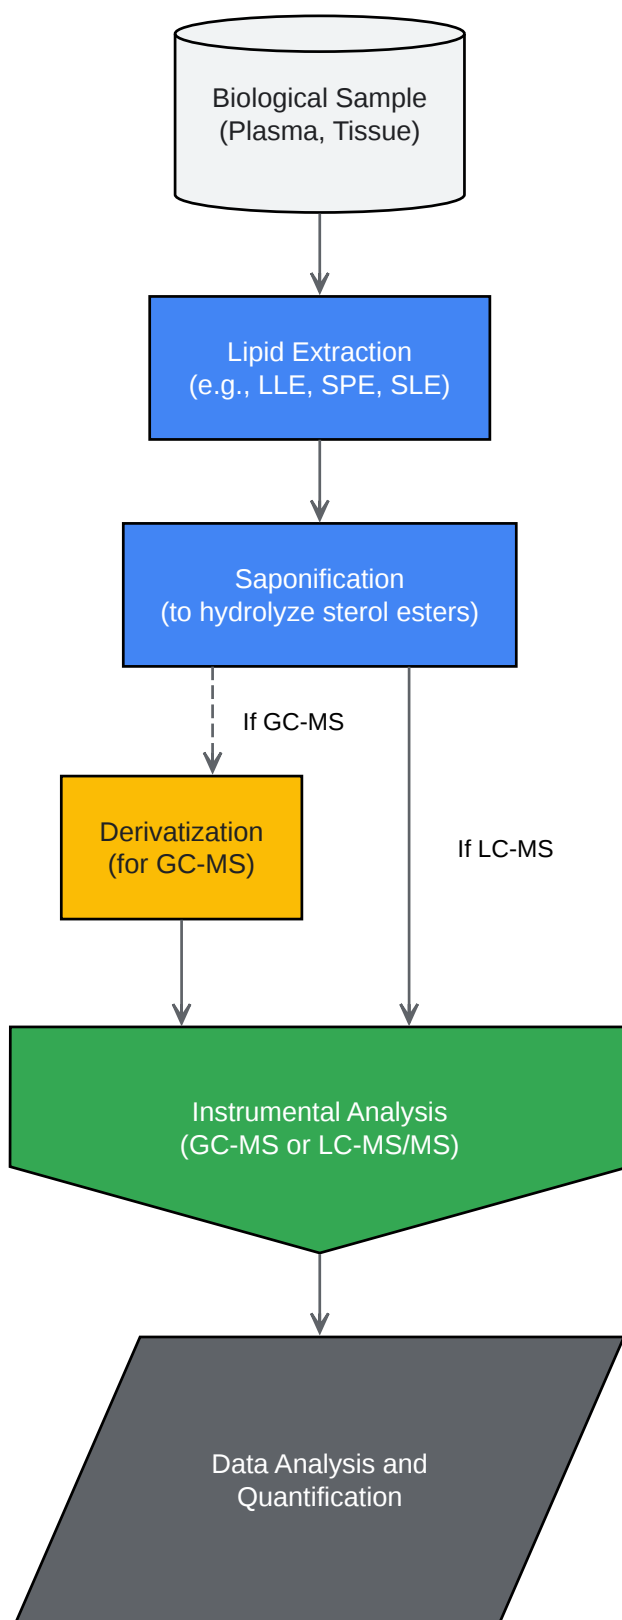 Biological Sample
(Plasma, Tissue)
Lipid Extraction
(e.g., LLE, SPE, SLE)
Saponification
(to hydrolyze sterol esters)
If GC-MS
Derivatization
(for GC-MS)
If LC-MS
Instrumental Analysis
(GC-MS or LC-MS/MS)
Data Analysis and
Quantification